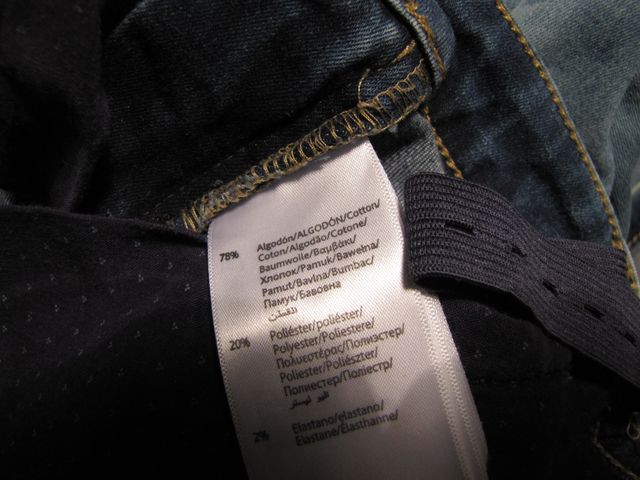 78% Algodón/ALGODÓN/Cotton/
Coton/Algodão/Cotone/
Baumwolle/Βαμβάκι/
Хлопок/Pamuk/Bawełna/
Pamut/Bavlna/Bumbac/
Памук/Бавовна
القطن
20% Poliéster/poliéster/
Polyester/Poliestere/
Πολυεστέρας/Полиэстер/
Poliester/Poliészter/
Полиестер/Поліестр/
2% Elastano/elastano/
Elastane/Élasthanne/